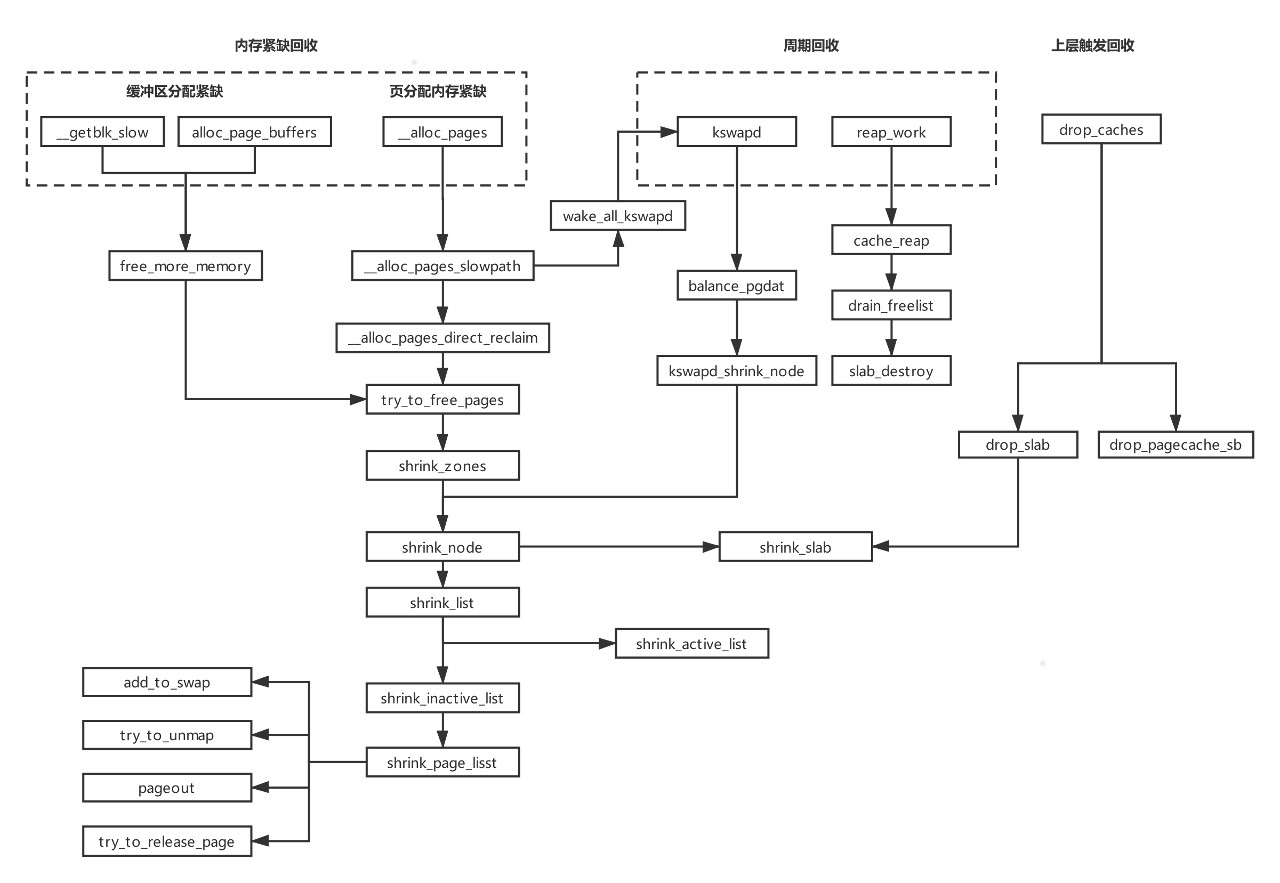 内存紧缺回收
周期回收
上层触发回收
缓冲区分配紧缺
页分配内存紧缺
__getblk_slow
alloc_page_buffers
__alloc_pages
kswapd
reap_work
drop_caches
wake_all_kswapd
cache_reap
free_more_memory
__alloc_pages_slowpath
balance_pgdat
drain_freelist
__alloc_pages_direct_reclaim
kswapd_shrink_node
slab_destroy
try_to_free_pages
drop_slab
drop_pagecache_sb
shrink_zones
shrink_node
shrink_slab
shrink_list
shrink_active_list
add_to_swap
shrink_inactive_list
try_to_unmap
shrink_page_lisst
pageout
try_to_release_page